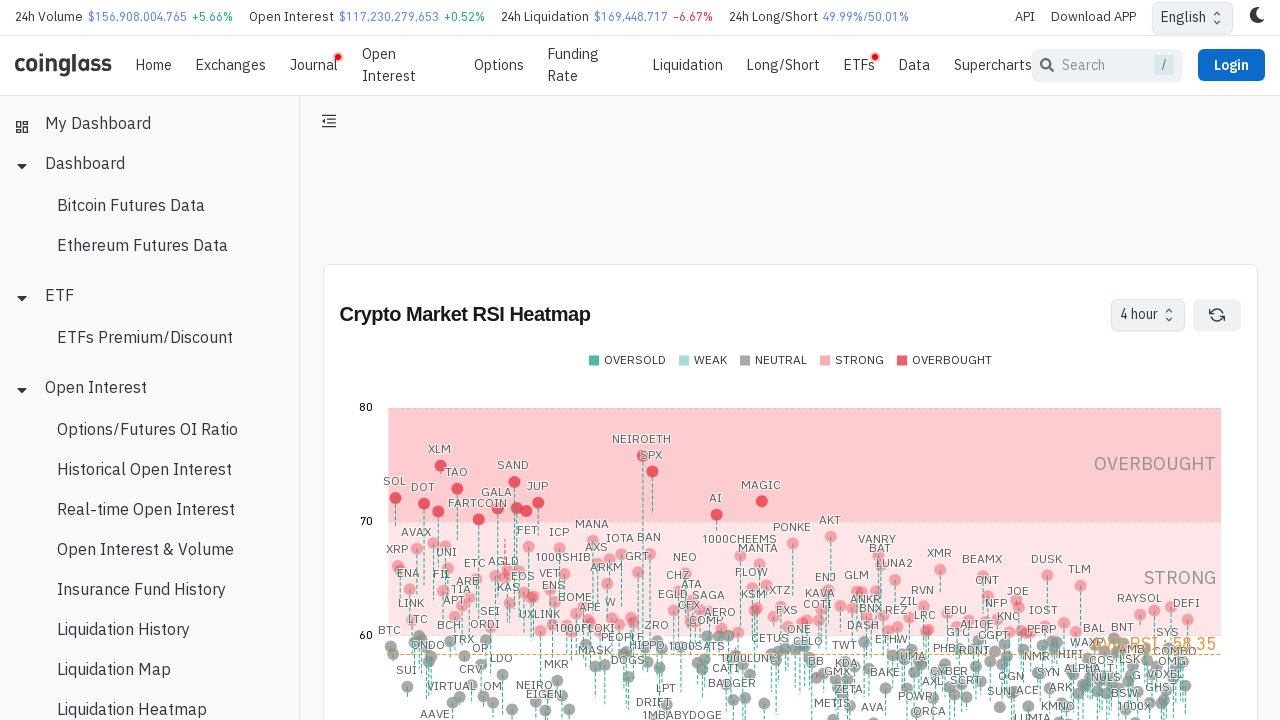 24h Volume $156,908,004,765 +5.66% Open Interest $117,230,279,653 +0.52% 24h Liquidation $169,448,717 -6.67% 24h Long/Short 49.99%/50.01% API Download APP English
coinglass Home Exchanges Journal Open Interest Options Funding Rate Liquidation Long/Short ETFs Data Supercharts Search / Login
My Dashboard
Dashboard
Bitcoin Futures Data
Ethereum Futures Data
ETF
ETFs Premium/Discount
Open Interest
Options/Futures OI Ratio
Historical Open Interest
Real-time Open Interest
Open Interest & Volume
Insurance Fund History
Liquidation History
Liquidation Map
Liquidation Heatmap
Crypto Market RSI Heatmap 4 hour
OVERSOLD WEAK NEUTRAL STRONG OVERBOUGHT
80
NEIROETH
XLM SPX
OVERBOUGHT
TAO SAND
SOL DOT GALA JUP MAGIC
FARTCOIN AI
70
AKT
AVAX FET ICP MANA PONKE
IOTA BAN 1000CHEEMS VANRY
XRP UNI AXS MANTA BAT XMR
ETC AGLD 1000SHIB GRT NEO LUNA2 BEAMX DUSK
ENA FIL EOS VET ARKM CHZ FLOW ENJ GLM TLM
STRONG
ARB KAS ENS ATA XTZ KAVA CNT JOE
LINK APT TIA BOME W EGLD SAGA KSM ANKR ZIL NFP RAYSOL DEFI
LTC SEI UXLINK APE CFX AERO FXS COTI BNX REZ LRC EDU KNC IOST
BTC BCH ORDI 1000FLOKI ZRO COMP ONE DASH GTC ALICE PERP BAL BNT SYS
60
ONDO TRX OP MASK PEOPLE HIPPO 1000SATS CETUS CELO TWT ETHW PHB RDNT CGPT WAXP
SUI CRV LDO MKR DOGS CATI 1000LUNC BB GMX KDA BAKE UMA CYBER NMR HIFI COS SK OMG
VIRTUAL OM NEIRO EIGEN LPT BADGER ZETA AXL SCRT OGN SYN ALPHA NULS G VOXEL
AAVE DRIFT METIS AVA POWR SUN ACE ARK BSW GHST
1MBABYDOGE ORCA LUMIA KMNO 1000X